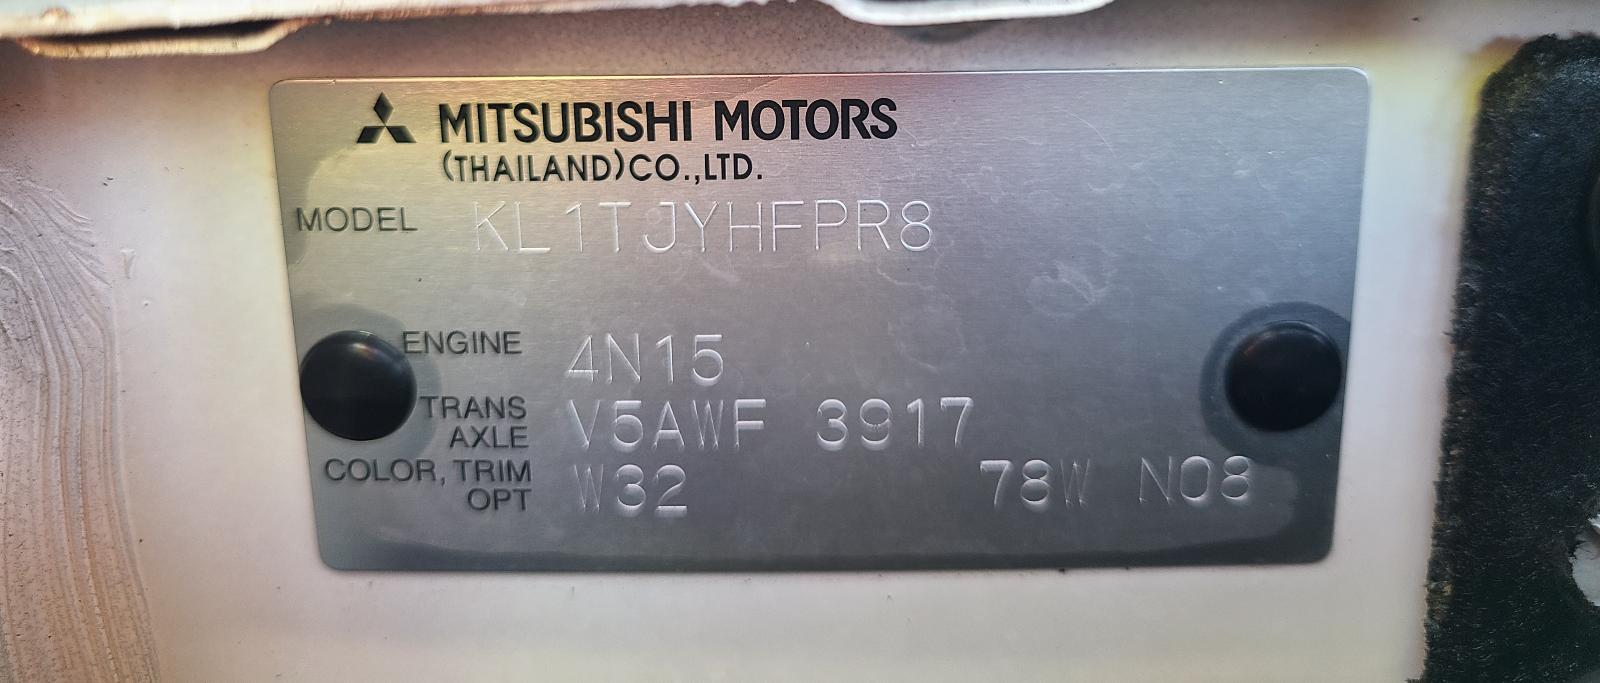 MITSUBISHI MOTORS
(THAILAND)CO.,LTD.
MODEL KL1TJYHFPR8
ENGINE 4N15
TRANS AXLE V5AWF 3917
COLOR, TRIM OPT W32 78W N08